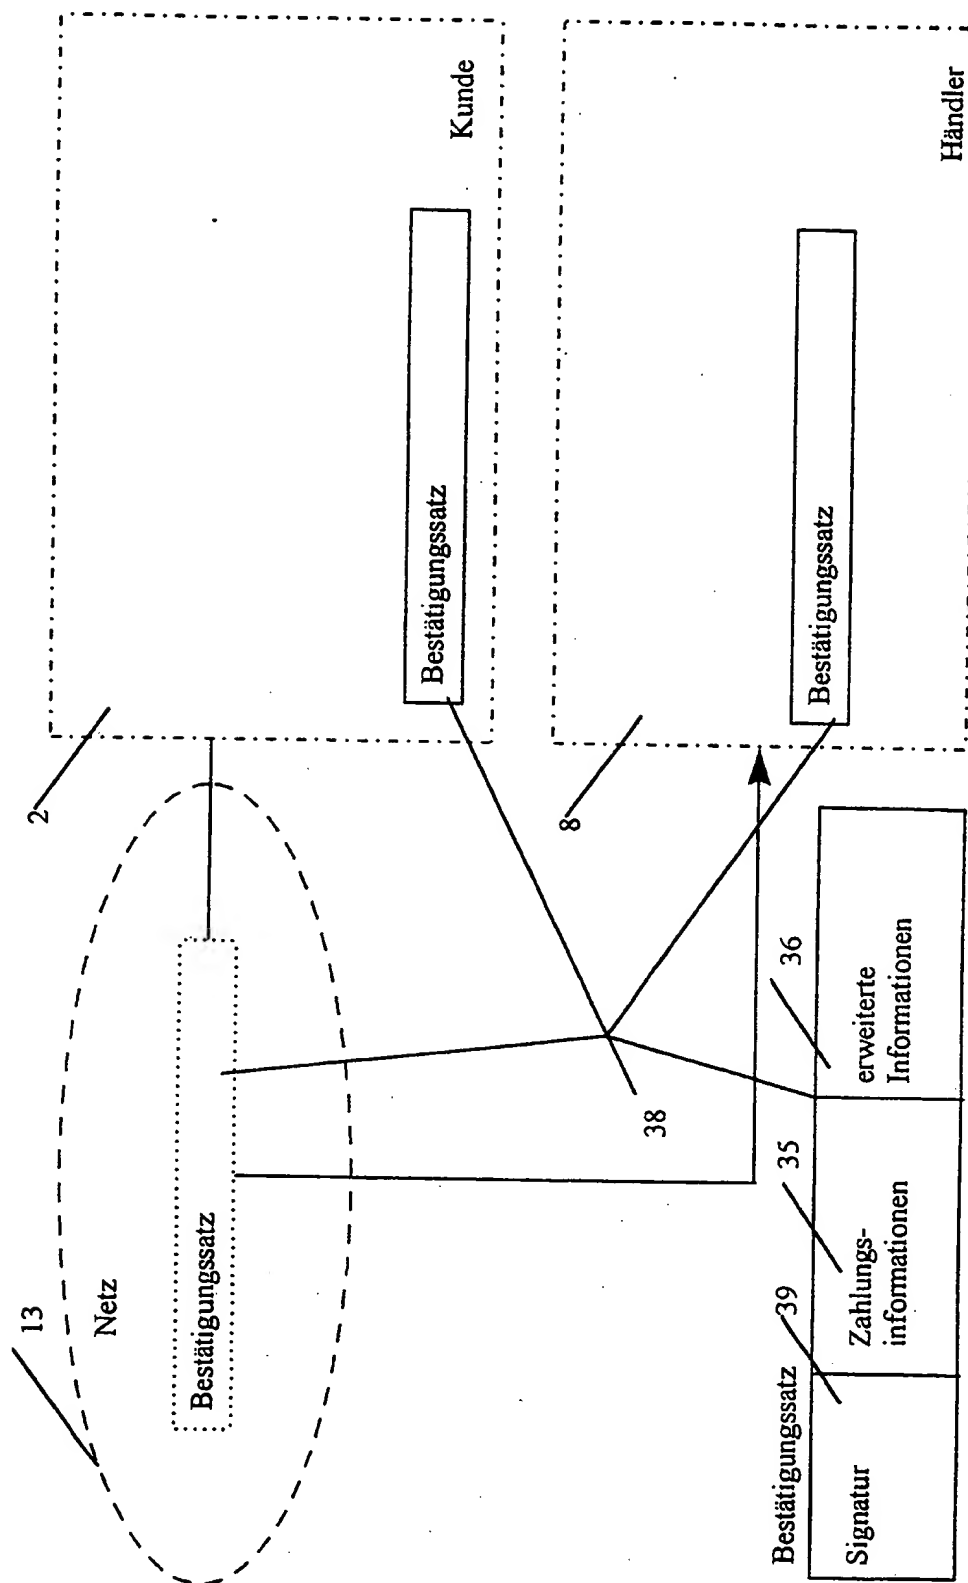 13
Netz
Bestätigungssatz
2
Kunde
Bestätigungssatz
38
8
Händler
Bestätigungssatz
Bestätigungssatz
39
35
36
Signatur
Zahlungs-
informationen
erweiterte
Informationen